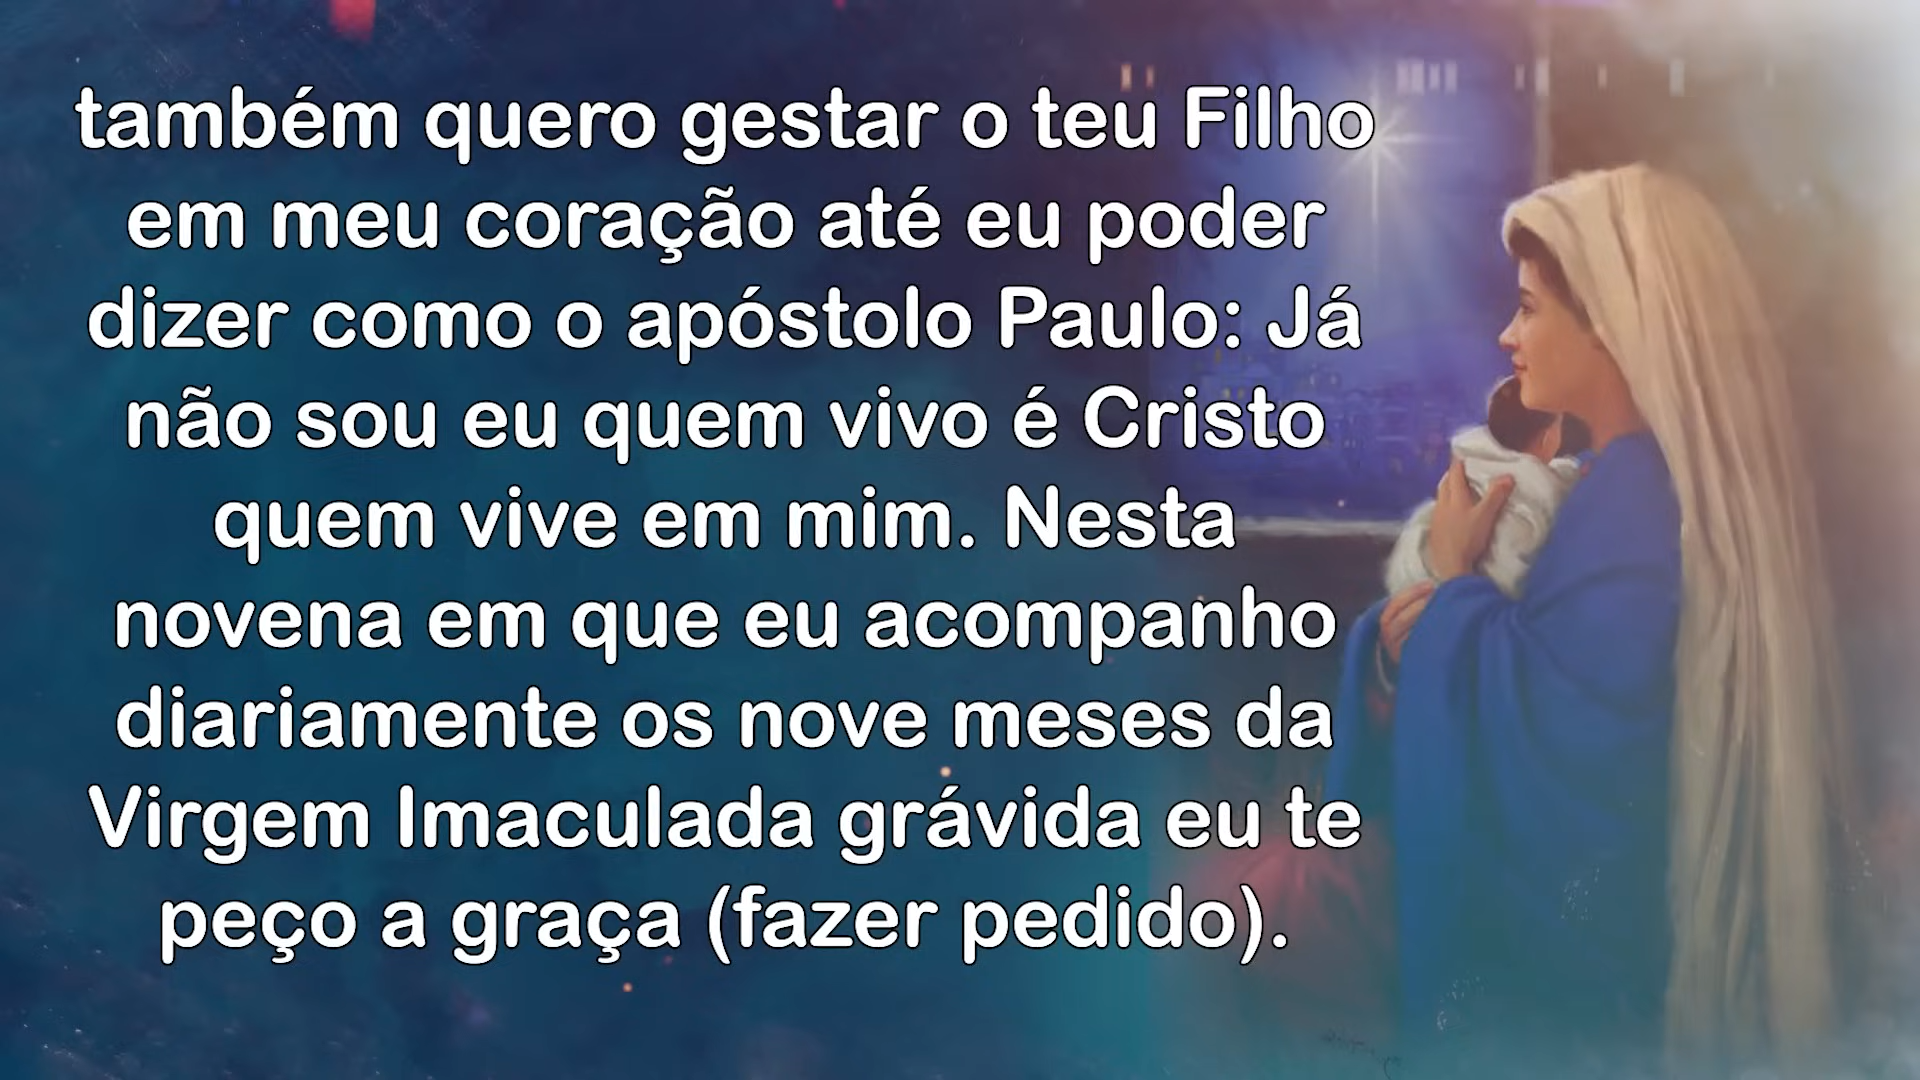 também quero gestar o teu Filho
em meu coração até eu poder
dizer como o apóstolo Paulo: Já
não sou eu quem vivo é Cristo
quem vive em mim. Nesta
novena em que eu acompanho
diariamente os nove meses da
Virgem Imaculada grávida eu te
peço a graça (fazer pedido).